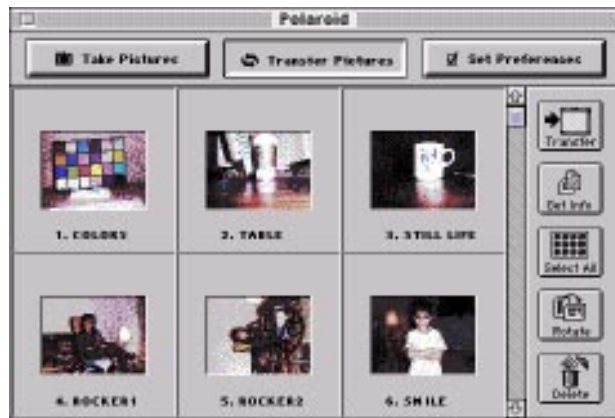 Polaroid
Take Pictures
Transfer Pictures
Set Preferences
1. COLORS
2. TABLE
3. STILL LIFE
4. ROCKER1
5. ROCKER2
6. SMILE
Transfer
Get Info
Select All
Rotate
Delete